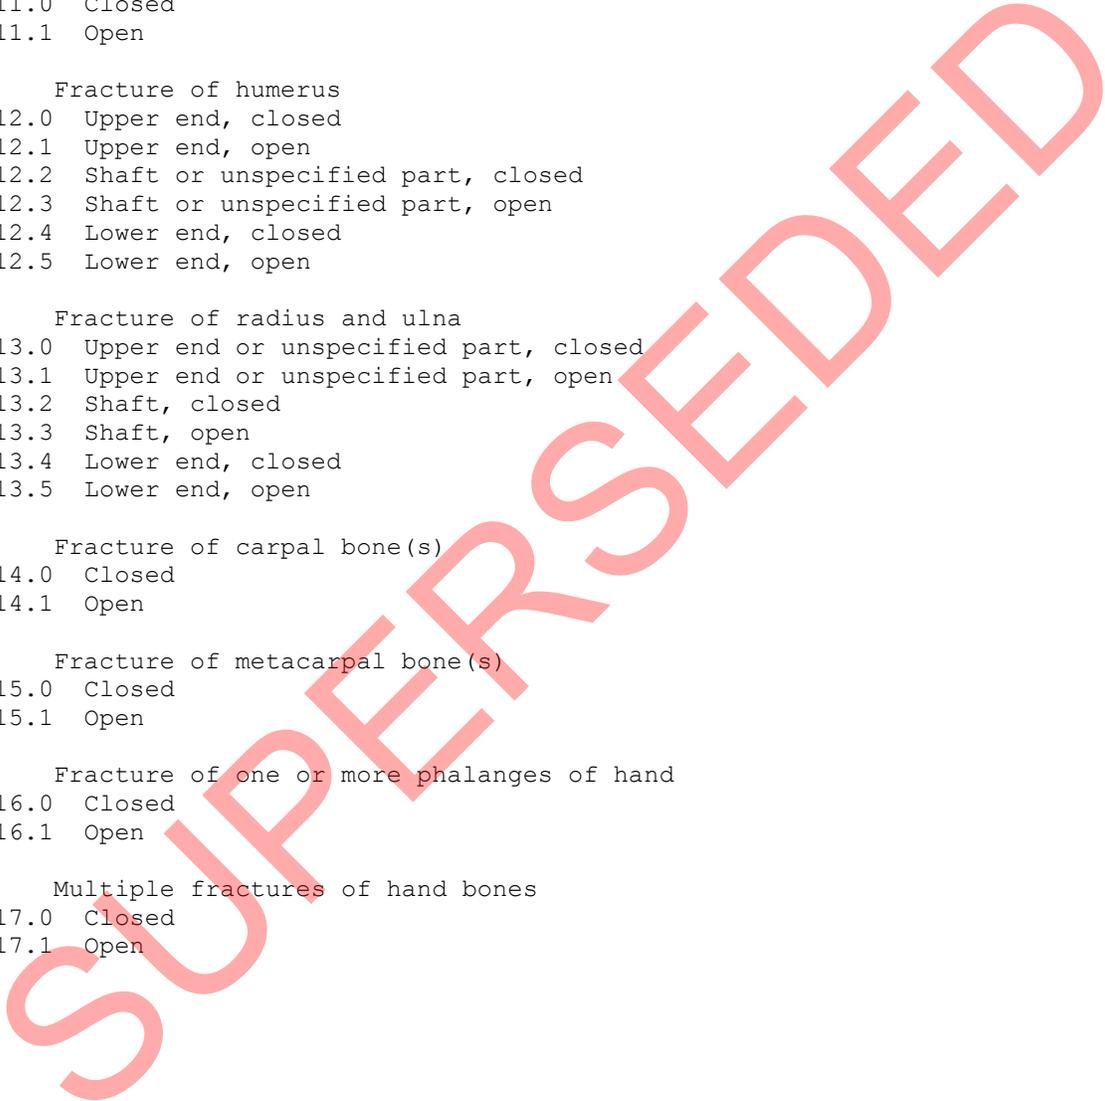 11.0 Closed
11.1 Open
Fracture of humerus
12.0 Upper end, closed
12.1 Upper end, open
12.2 Shaft or unspecified part, closed
12.3 Shaft or unspecified part, open
12.4 Lower end, closed
12.5 Lower end, open
Fracture of radius and ulna
13.0 Upper end or unspecified part, closed
13.1 Upper end or unspecified part, open
13.2 Shaft, closed
13.3 Shaft, open
13.4 Lower end, closed
13.5 Lower end, open
Fracture of carpal bone(s)
14.0 Closed
14.1 Open
Fracture of metacarpal bone(s)
15.0 Closed
15.1 Open
Fracture of one or more phalanges of hand
16.0 Closed
16.1 Open
Multiple fractures of hand bones
17.0 Closed
17.1 Open
SUPERSEDED